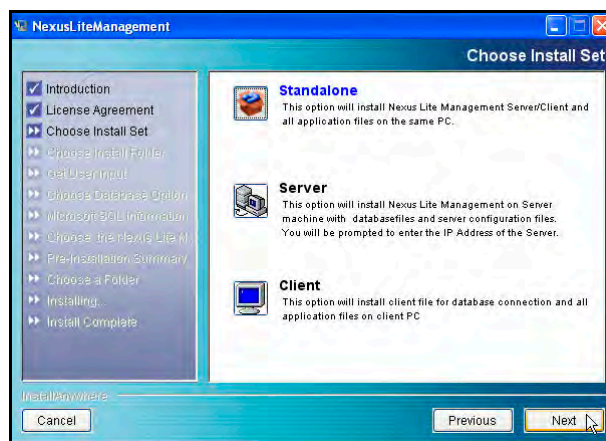 NexusLiteManagement
Choose Install Set
Introduction
License Agreement
Choose Install Set
Choose Install Folder
Get User Input
Choose Database Option
Microsoft SQL Information
Choose the Nexus Lite M
Pre-Installation Summary
Choose a Folder
Installing...
Install Complete
Standalone
This option will install Nexus Lite Management Server/Client and
all application files on the same PC.
Server
This option will install Nexus Lite Management on Server
machine with databasefiles and server configuration files.
You will be prompted to enter the IP Address of the Server.
Client
This option will install client file for database connection and all
application files on client PC
InstallAnywhere
Cancel
Previous
Next